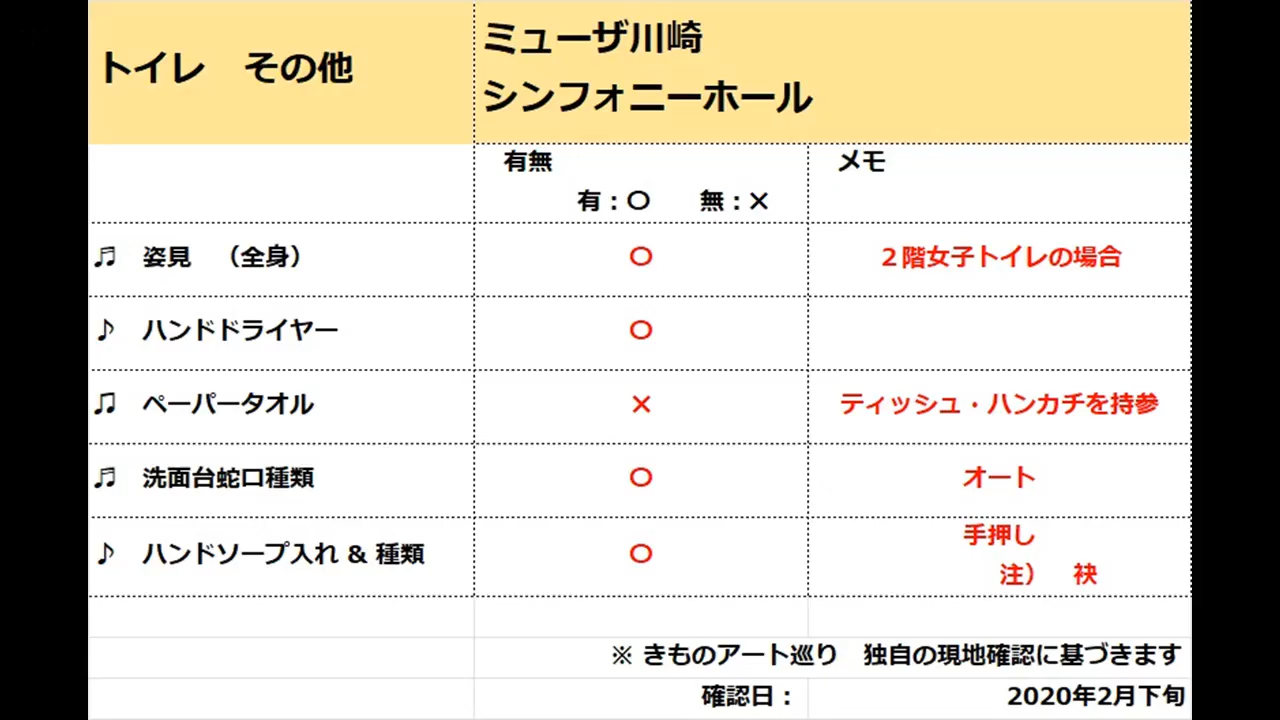 トイレ　その他
ミューザ川崎
シンフォニーホール
有無
有：〇　　無：×
メモ
♬　姿見　（全身）　〇　２階女子トイレの場合
♪　ハンドドライヤー　〇
♫　ペーパータオル　×　ティッシュ・ハンカチを持参
♬　洗面台蛇口種類　〇　オート
♪　ハンドソープ入れ & 種類　〇　手押し
注）　袂
※ きものアート巡り　独自の現地確認に基づきます
確認日：　2020年2月下旬